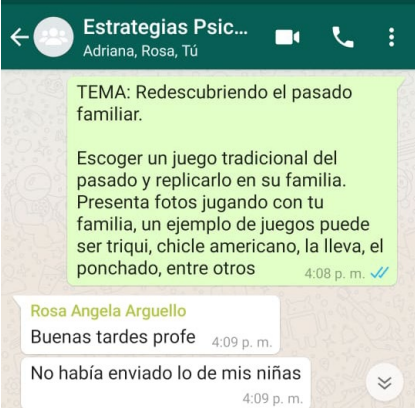 Estrategias Psic...
Adriana, Rosa, Tú
TEMA: Redescubriendo el pasado
familiar.
Escoger un juego tradicional del
pasado y replicarlo en su familia.
Presenta fotos jugando con tu
familia, un ejemplo de juegos puede
ser triqui, chicle americano, la lleva, el
ponchado, entre otros
4:08 p. m.
Rosa Angela Arguello
Buenas tardes profe 4:09 p. m.
No había enviado lo de mis niñas
4:09 p. m.